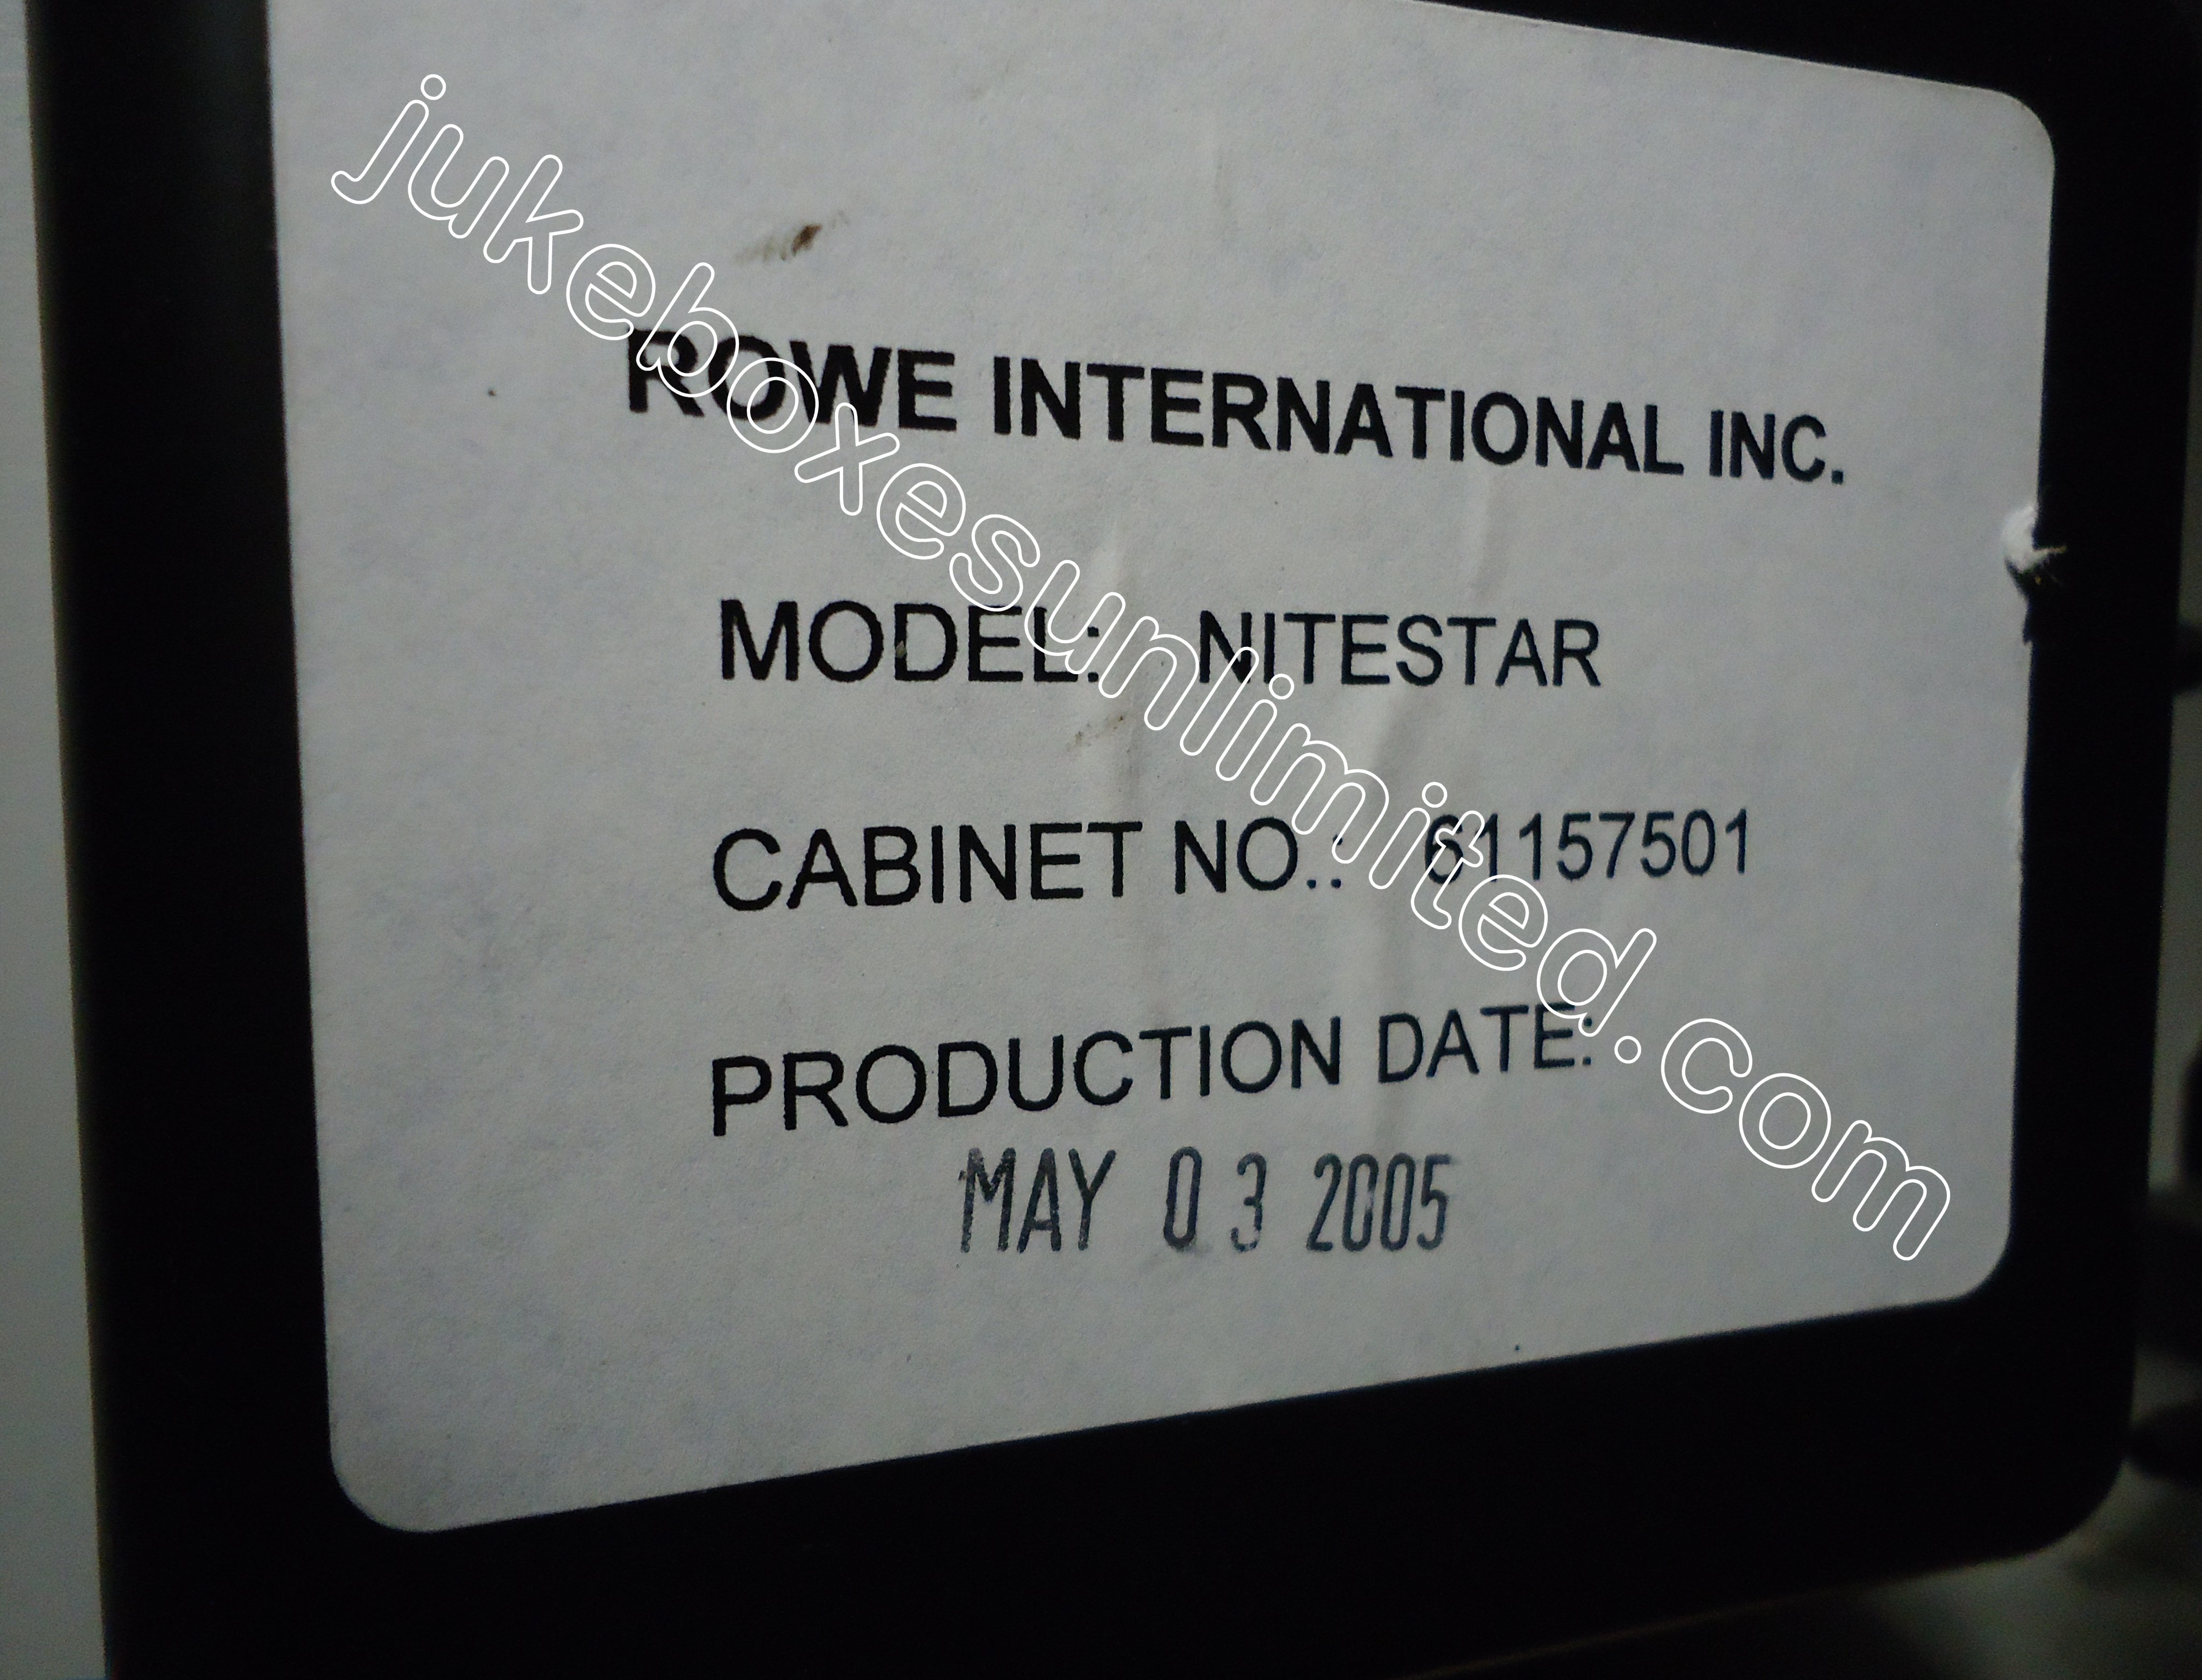 jukeboxesunlimited.com
ROWE INTERNATIONAL INC.
MODEL: NITESTAR
CABINET NO.: 61157501
PRODUCTION DATE:
MAY 03 2005